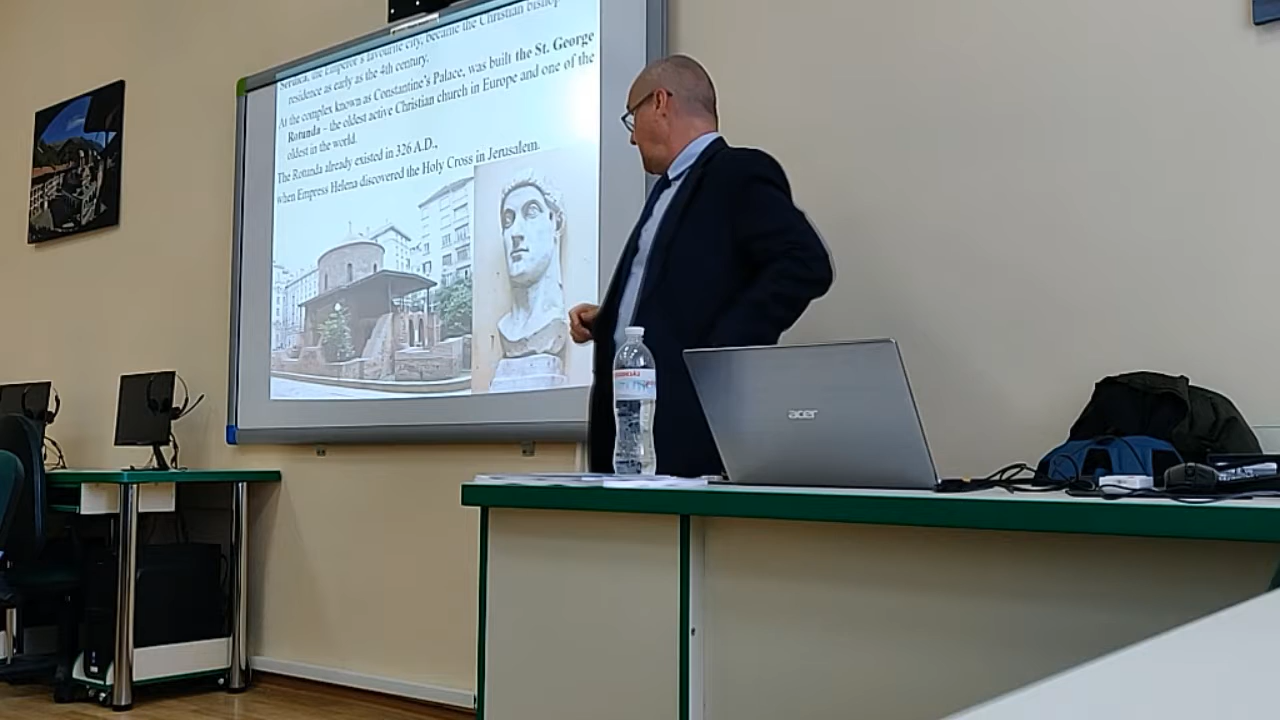 Serdica, the Emperor's favourite city, became the Christian bishop
residence as early as the 4th century.
At the complex known as Constantine's Palace, was built the St. George
Rotunda – the oldest active Christian church in Europe and one of the
oldest in the world.
The Rotunda already existed in 326 A.D.,
when Empress Helena discovered the Holy Cross in Jerusalem.
acer